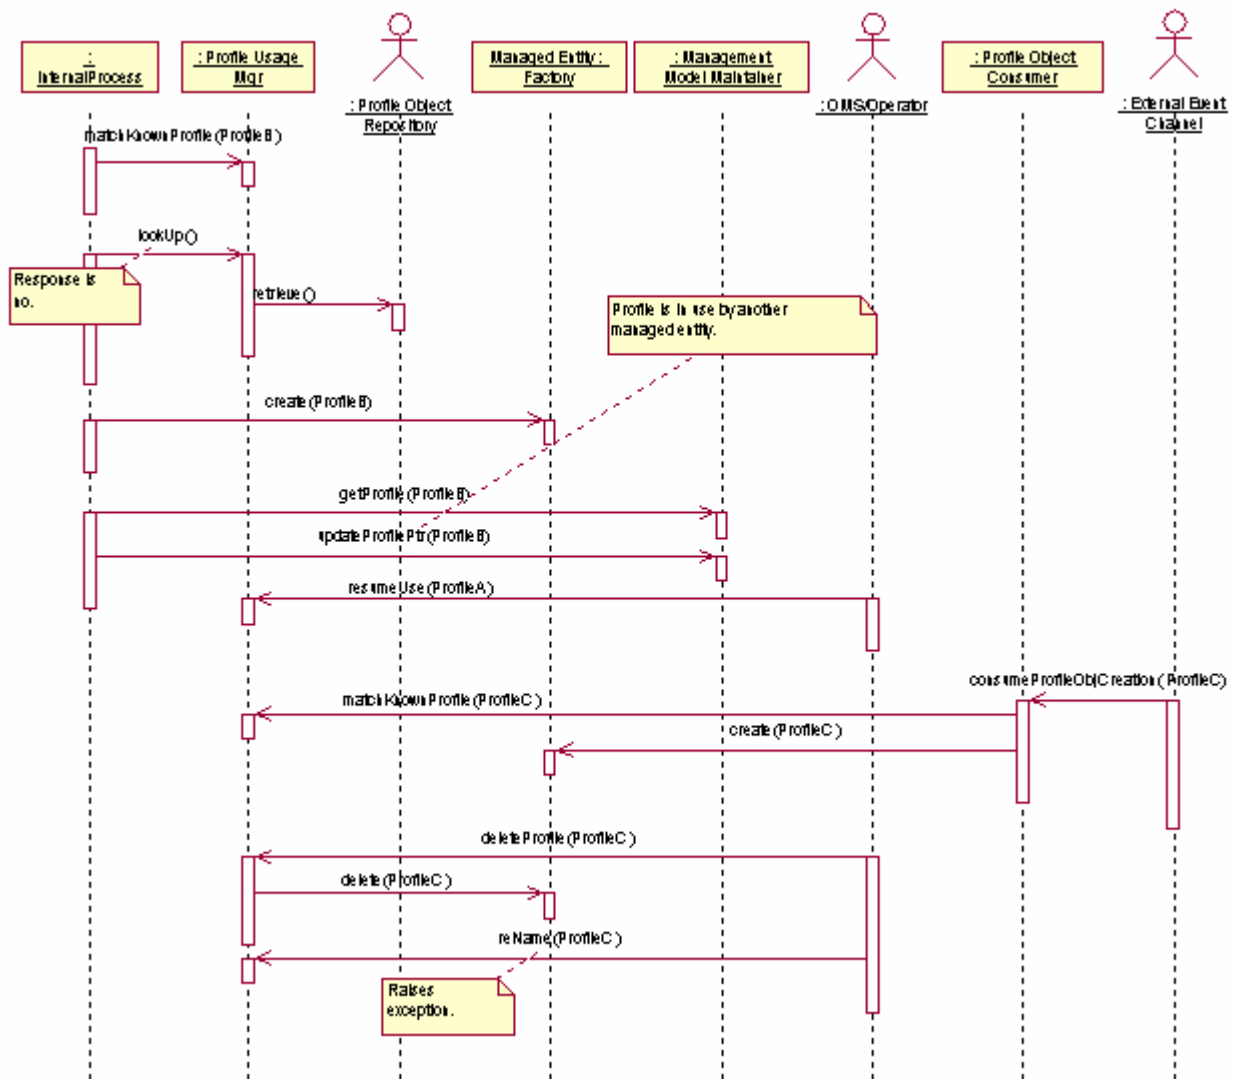 :
InternalProcess
: Profile Usage
Mgr
: Profile Object
Repository
Managed Entity :
Factory
: Management
Model Maintainer
: OMS/Operator
: Profile Object
Consumer
: External Event
Channel
matchKnownProfile(ProfileB)
lookUp()
Response is
no.
retrieve()
Profile is in use by another
managed entity.
create(ProfileB)
getProfile(ProfileB)
updateProfilePtr(ProfileB)
resumeUse(ProfileA)
consumeProfileObjCreation( ProfileC)
matchKnownProfile(ProfileC )
create(ProfileC )
deleteProfile(ProfileC )
delete(ProfileC )
reName(ProfileC )
Raises
exception.